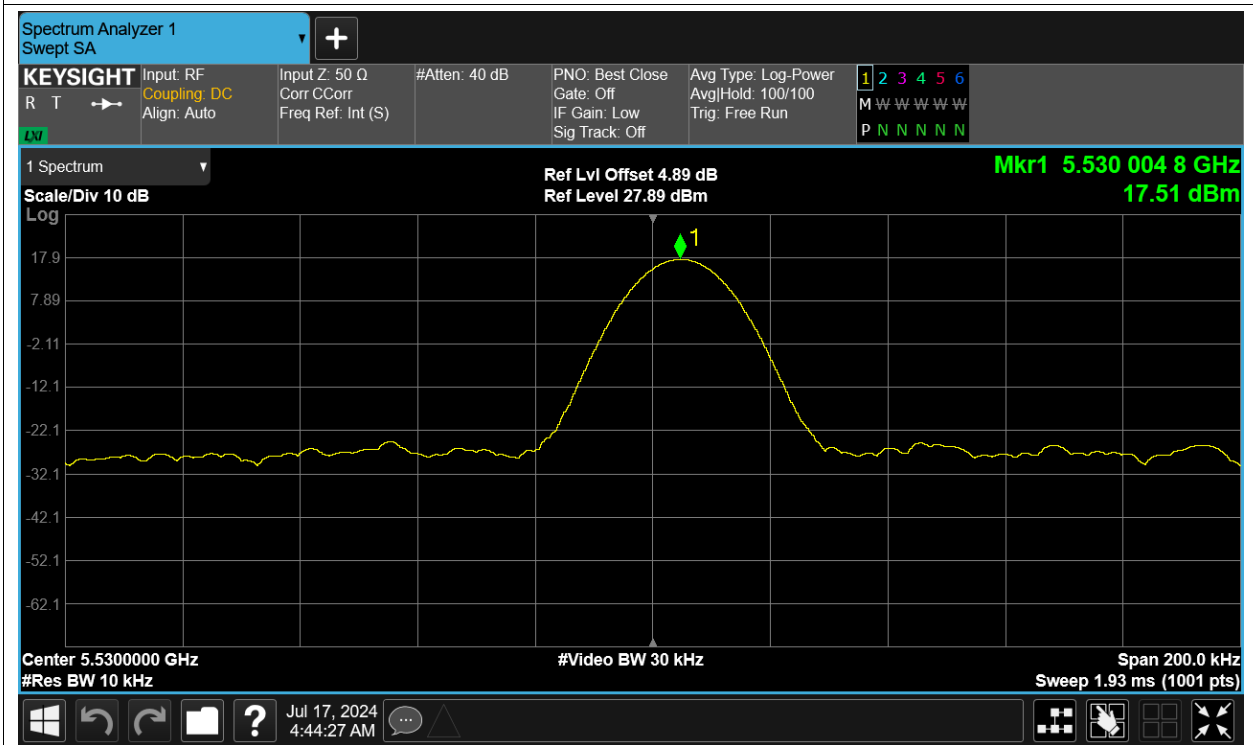 Spectrum Analyzer 1
Swept SA
▼
+
KEYSIGHT
R T
LXI
Input: RF
Coupling: DC
Align: Auto
Input Z: 50 Ω
Corr CCorr
Freq Ref: Int (S)
#Atten: 40 dB
PNO: Best Close
Gate: Off
IF Gain: Low
Sig Track: Off
Avg Type: Log-Power
Avg|Hold: 100/100
Trig: Free Run
1 2 3 4 5 6
M W W W W W
P N N N N N
1 Spectrum ▼
Scale/Div 10 dB
Ref Lvl Offset 4.89 dB
Ref Level 27.89 dBm
Mkr1 5.530 004 8 GHz
17.51 dBm
Log
1
17.9
7.89
-2.11
-12.1
-22.1
-32.1
-42.1
-52.1
-62.1
Center 5.5300000 GHz
#Res BW 10 kHz
#Video BW 30 kHz
Span 200.0 kHz
Sweep 1.93 ms (1001 pts)
?
Jul 17, 2024
4:44:27 AM